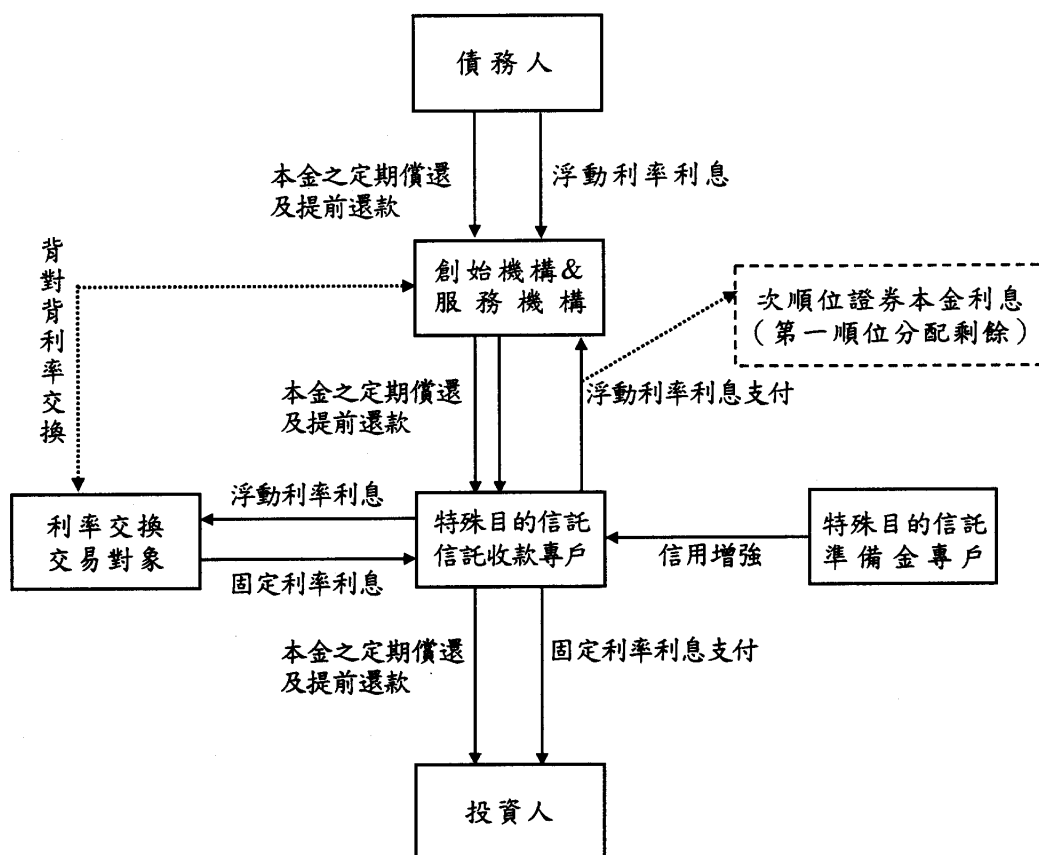 債務人
本金之定期償還
及提前還款
浮動利率利息
背對背利率交換
創始機構&
服務機構
次順位證券本金利息
(第一順位分配剩餘)
本金之定期償還
及提前還款
浮動利率利息支付
利率交換
交易對象
浮動利率利息
固定利率利息
特殊目的信託
信託收款專戶
信用增強
特殊目的信託
準備金專戶
本金之定期償還
及提前還款
固定利率利息支付
投資人